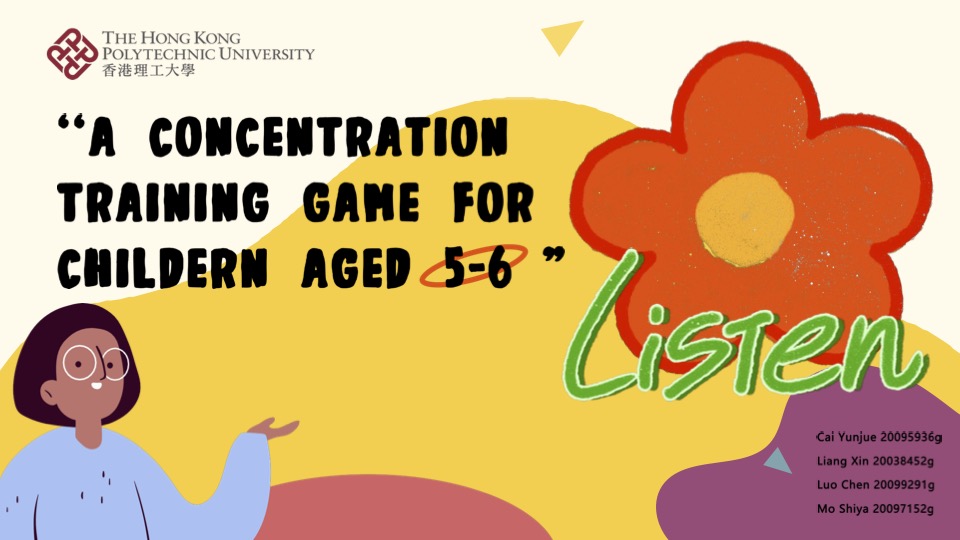 THE HONG KONG
POLYTECHNIC UNIVERSITY
香港理工大學
“A CONCENTRATION
TRAINING GAME FOR
CHILDERN AGED 5-6 ”
Listen
Cai Yunjue 20095936g
Liang Xin 20038452g
Luo Chen 20099291g
Mo Shiya 20097152g